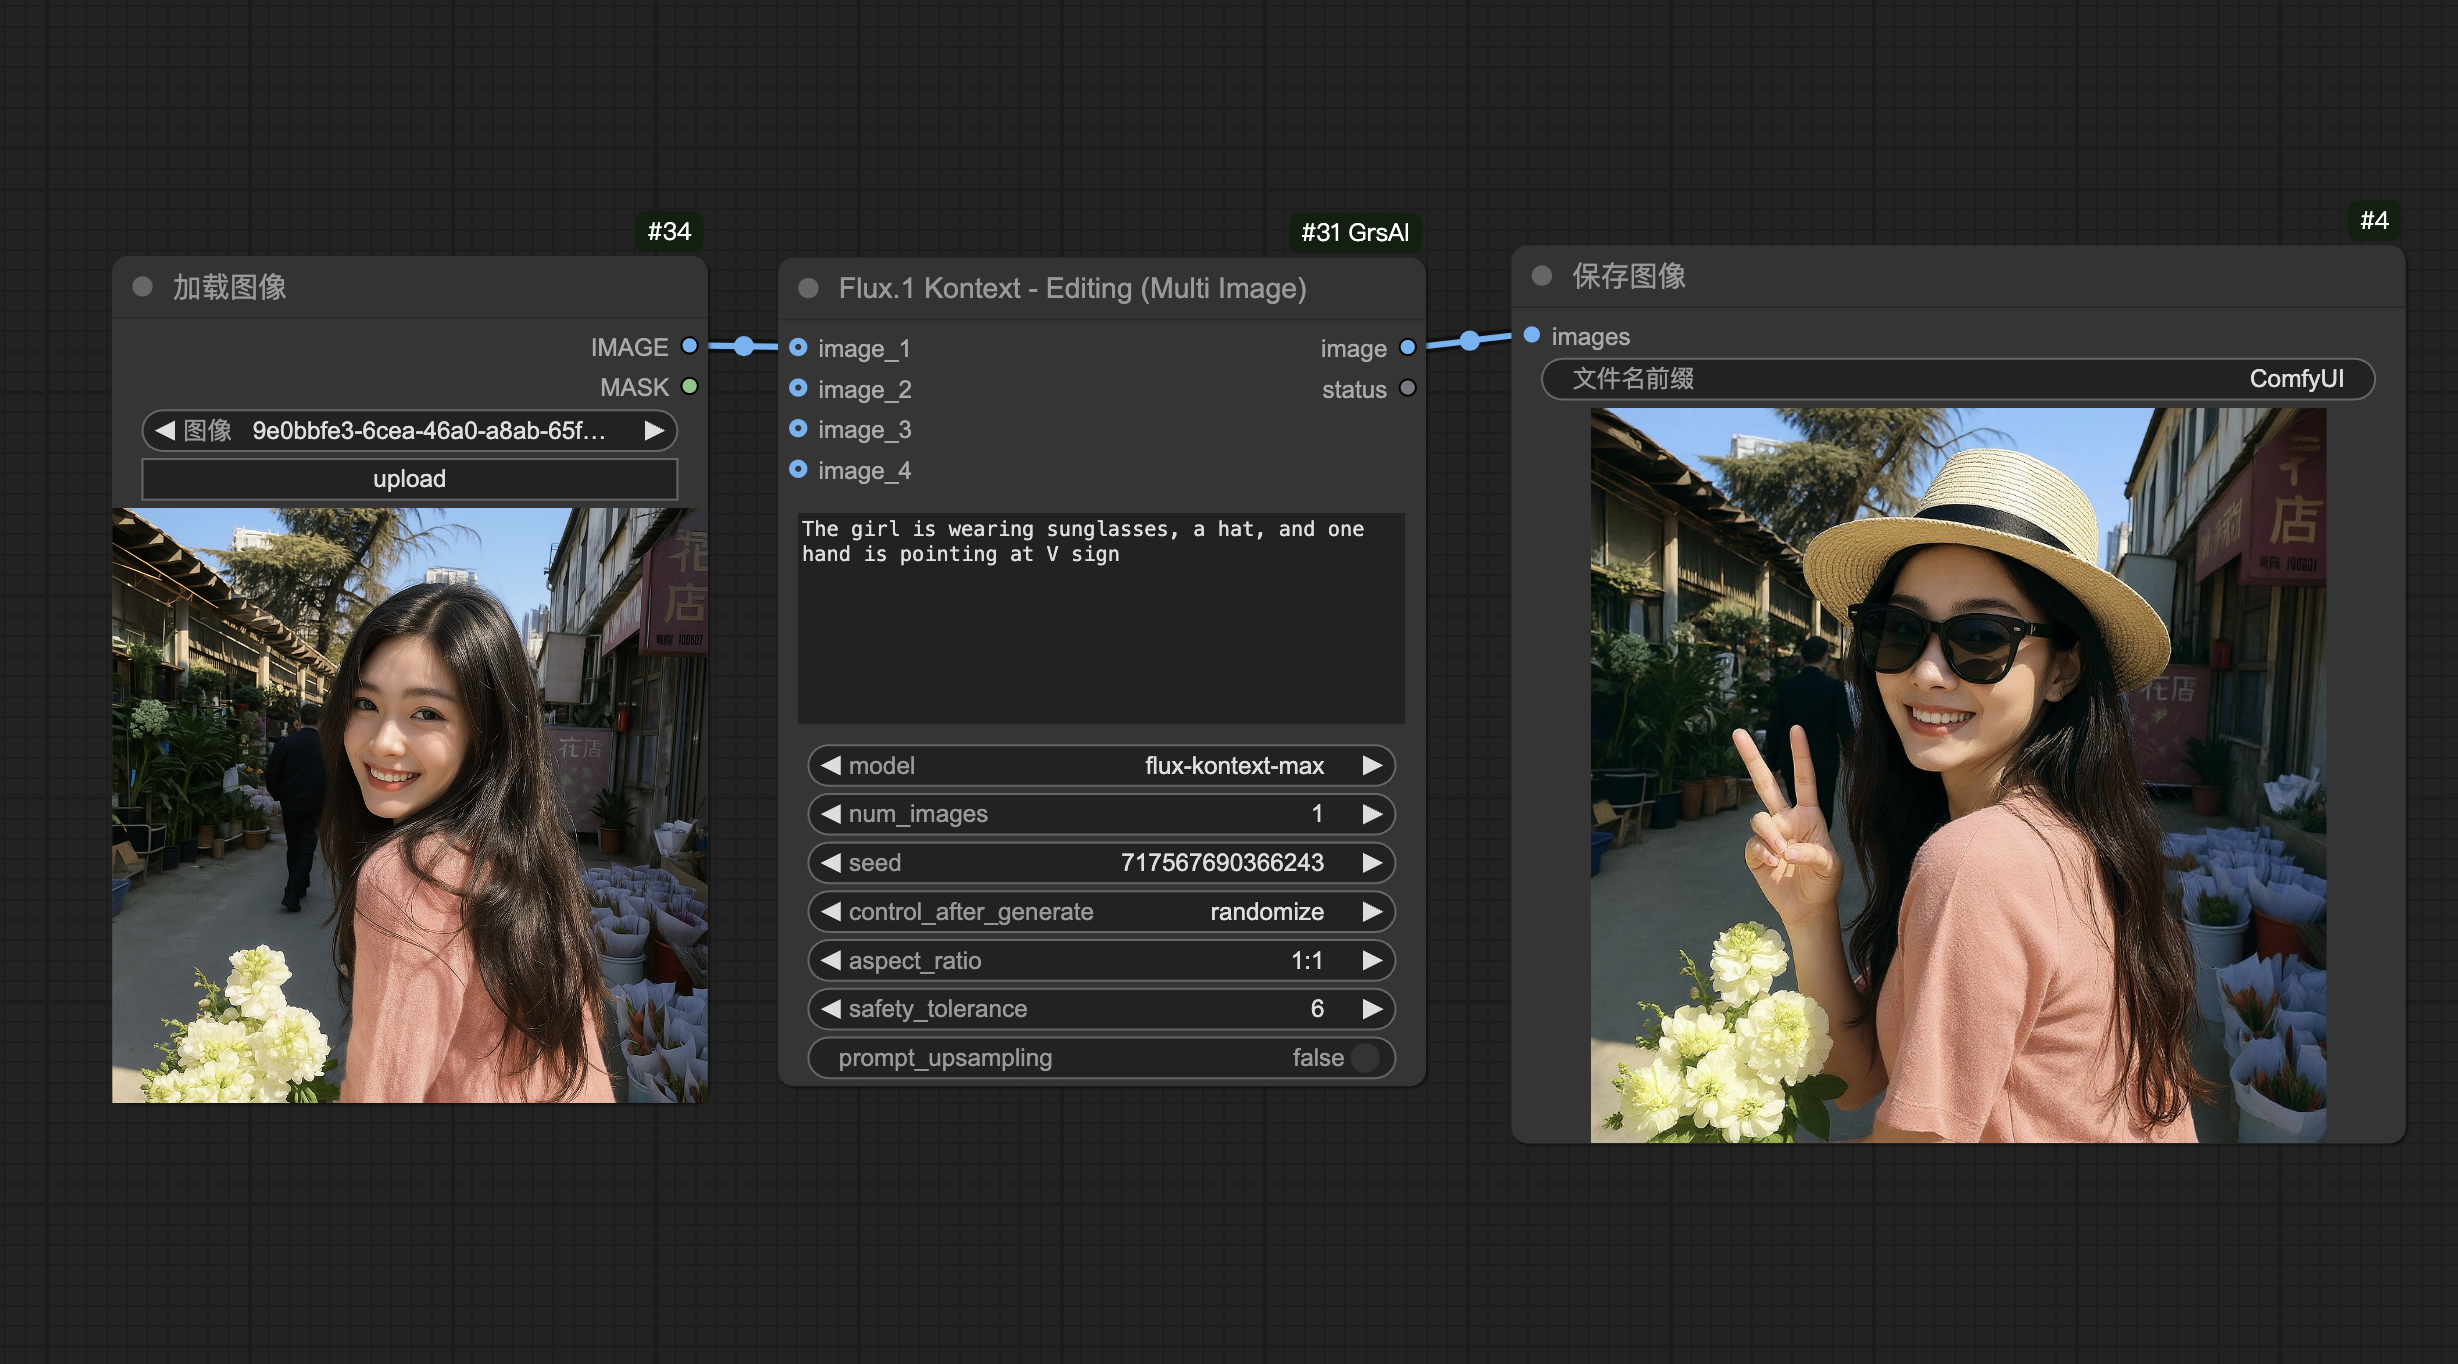 #34
加载图像
IMAGE
MASK
图像 9e0bbfe3-6cea-46a0-a8ab-65f...
upload
花
店
100807
花店
#31 GrsAI
Flux.1 Kontext - Editing (Multi Image)
image_1
image_2
image_3
image_4
image
status
The girl is wearing sunglasses, a hat, and one
hand is pointing at V sign
model flux-kontext-max
num_images 1
seed 717567690366243
control_after_generate randomize
aspect_ratio 1:1
safety_tolerance 6
prompt_upsampling false
#4
保存图像
images
文件名前缀 ComfyUI
店
花店